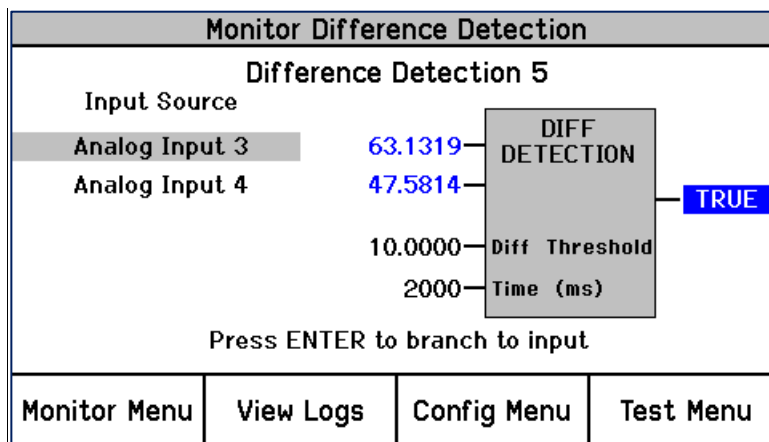 Monitor Difference Detection
Difference Detection 5
Input Source
Analog Input 3 63.1319 DIFF
DETECTION
Analog Input 4 47.5814
TRUE
10.0000 Diff Threshold
2000 Time (ms)
Press ENTER to branch to input
Monitor Menu View Logs Config Menu Test Menu